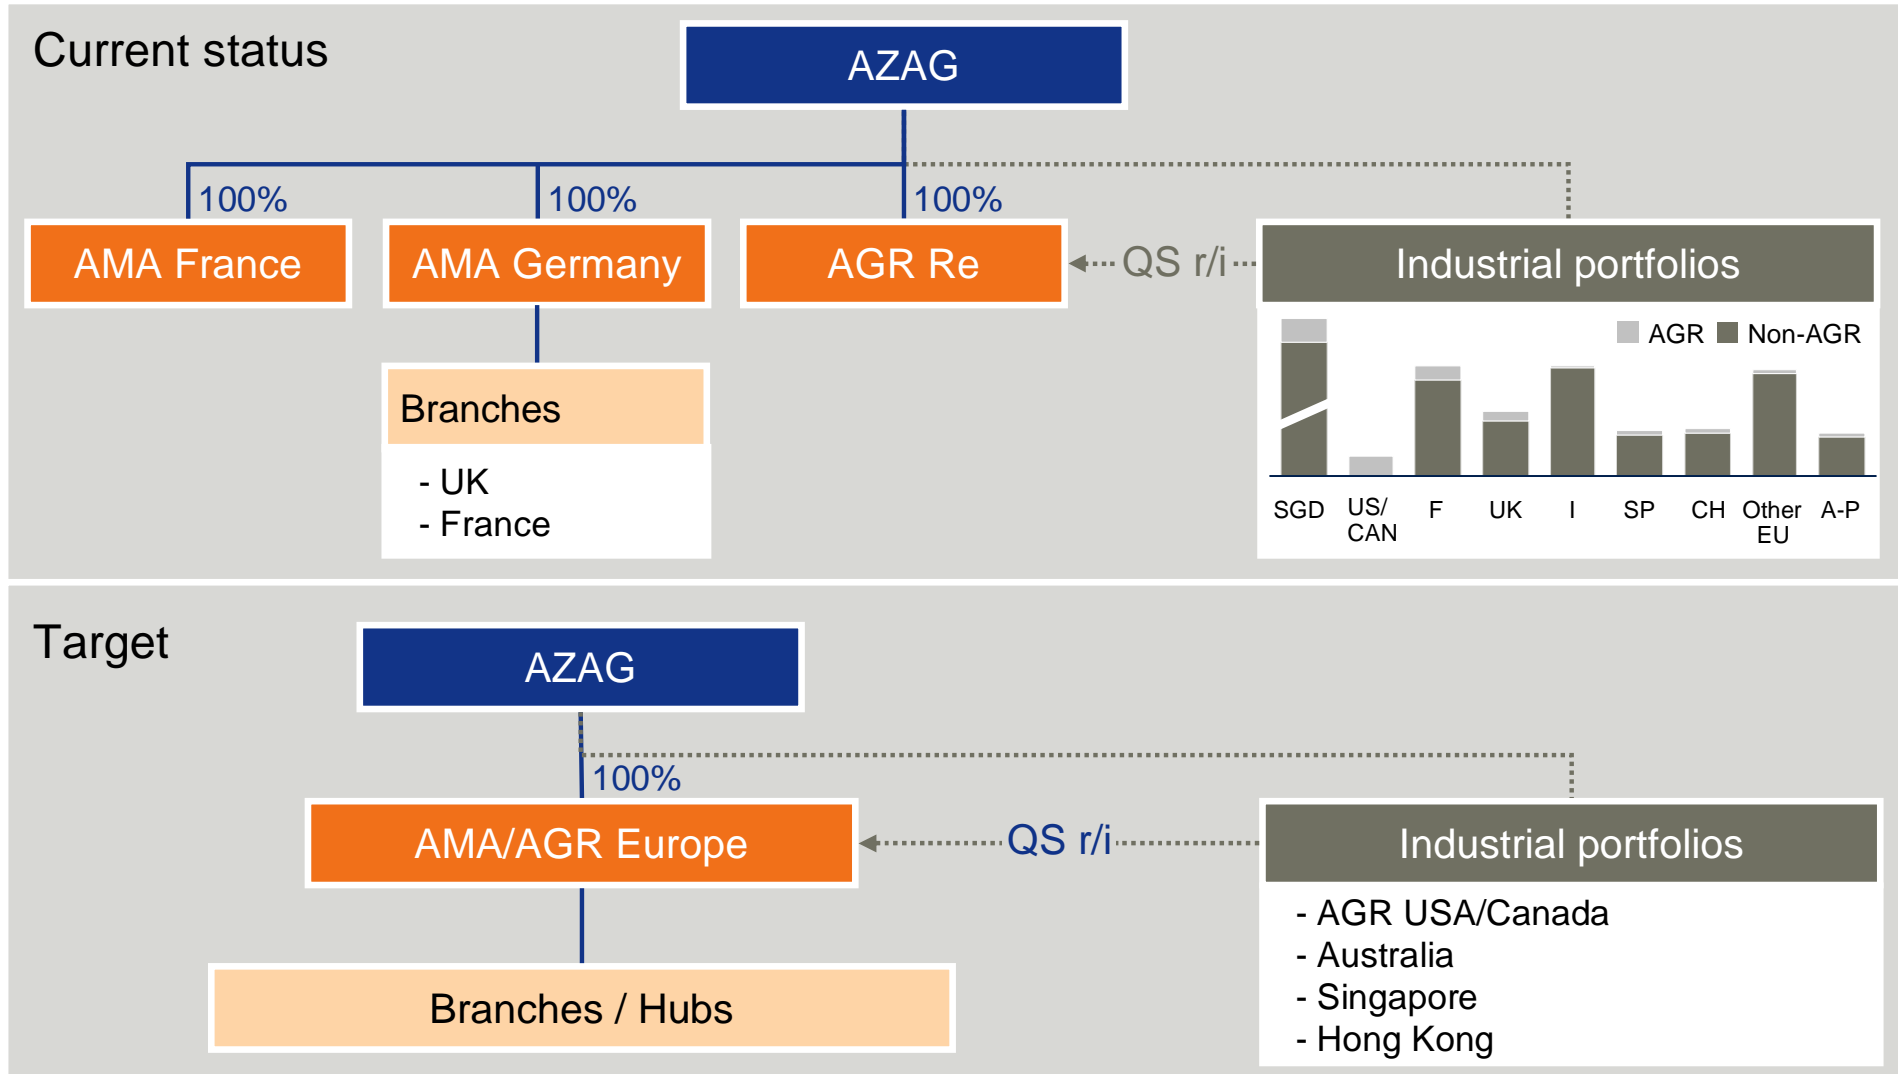 Current status
AZAG
100%
100%
100%
AMA France
AMA Germany
AGR Re
QS r/i
Industrial portfolios
AGR
Non-AGR
Branches
- UK
- France
SGD
US/
CAN
F
UK
I
SP
CH
Other
EU
A-P
Target
AZAG
100%
AMA/AGR Europe
QS r/i
Industrial portfolios
- AGR USA/Canada
- Australia
- Singapore
- Hong Kong
Branches / Hubs